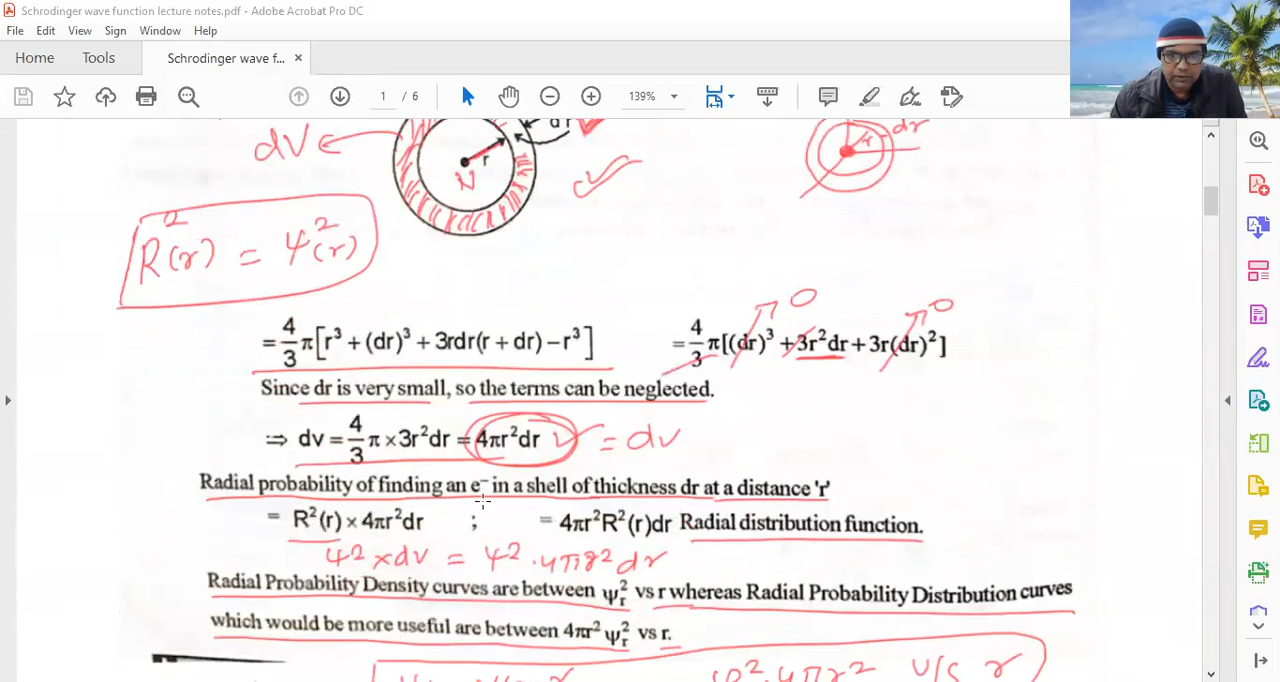 Schrodinger wave function lecture notes.pdf - Adobe Acrobat Pro DC
File Edit View Sign Window Help
Home Tools Schrodinger wave f... ×
1 / 6 139%
dV
r
N
r dr
R²(r) = ψ²(r)
= 4/3 π[r³ + (dr)³ + 3rdr(r + dr) – r³] = 4/3 π[(dr)³ + 3r²dr + 3r(dr)²]
0 0
Since dr is very small, so the terms can be neglected.
⇒ dv = 4/3 π × 3r²dr = 4πr²dr = dv
Radial probability of finding an e⁻ in a shell of thickness dr at a distance 'r'
= R²(r) × 4πr²dr ; = 4πr²R²(r)dr Radial distribution function.
ψ² × dv = ψ² . 4πr² dr
Radial Probability Density curves are between ψr² vs r whereas Radial Probability Distribution curves
which would be more useful are between 4πr² ψr² vs r.
ψ² 4πr² v/s r